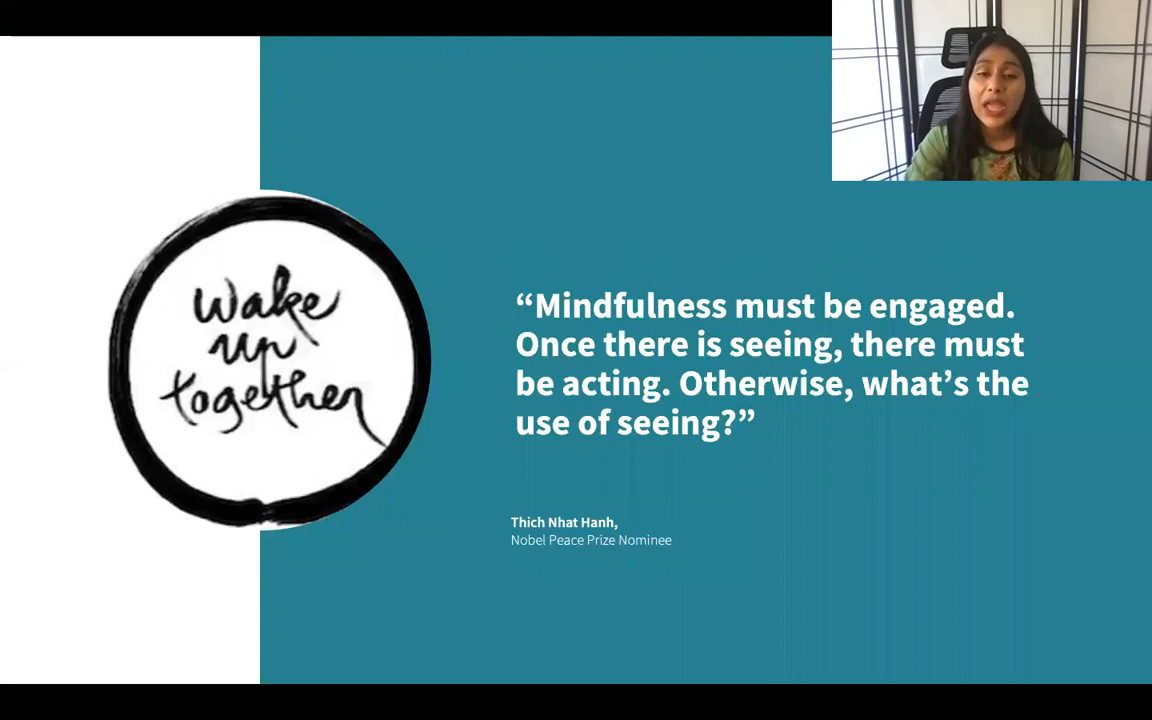 wake
up
together
“Mindfulness must be engaged.
Once there is seeing, there must
be acting. Otherwise, what’s the
use of seeing?”
Thich Nhat Hanh,
Nobel Peace Prize Nominee